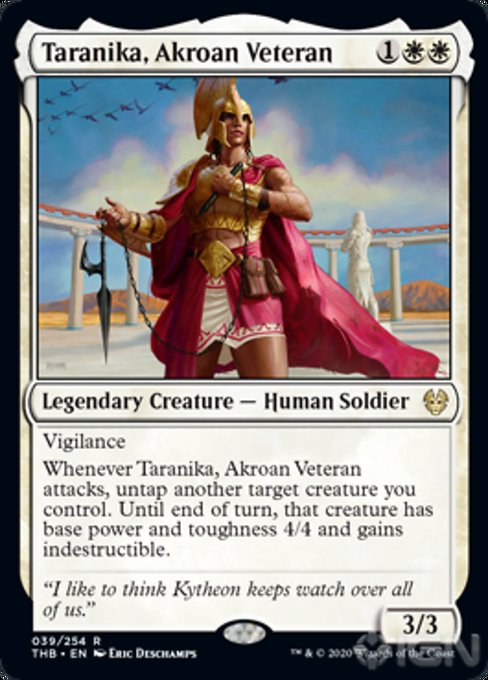 Taranika, Akroan Veteran 1
Legendary Creature — Human Soldier
Vigilance
Whenever Taranika, Akroan Veteran
attacks, untap another target creature you
control. Until end of turn, that creature has
base power and toughness 4/4 and gains
indestructible.
“I like to think Kytheon keeps watch over all
of us.”
3/3
039/254 R
THB • EN Eric Deschamps
™ & © 2020 Wizards of the Coast
IGN